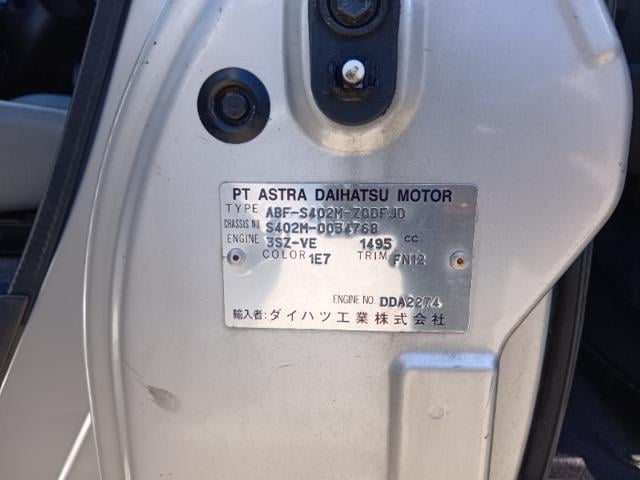 PT ASTRA DAIHATSU MOTOR
TYPE ABF-S402M-ZQDFJD
CHASSIS NO. S402M-0034768
ENGINE 3SZ-VE 1495 CC
COLOR 1E7 TRIM FN12
ENGINE NO. DDA2274
輸入者: ダイハツ工業株式会社